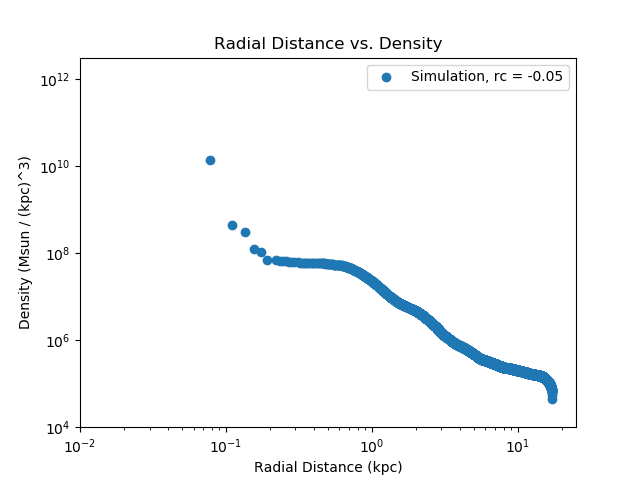 Radial Distance vs. Density
Simulation, rc = -0.05
Density (Msun / (kpc)^3)
10^12
10^10
10^8
10^6
10^4
10^-2
10^-1
10^0
10^1
Radial Distance (kpc)